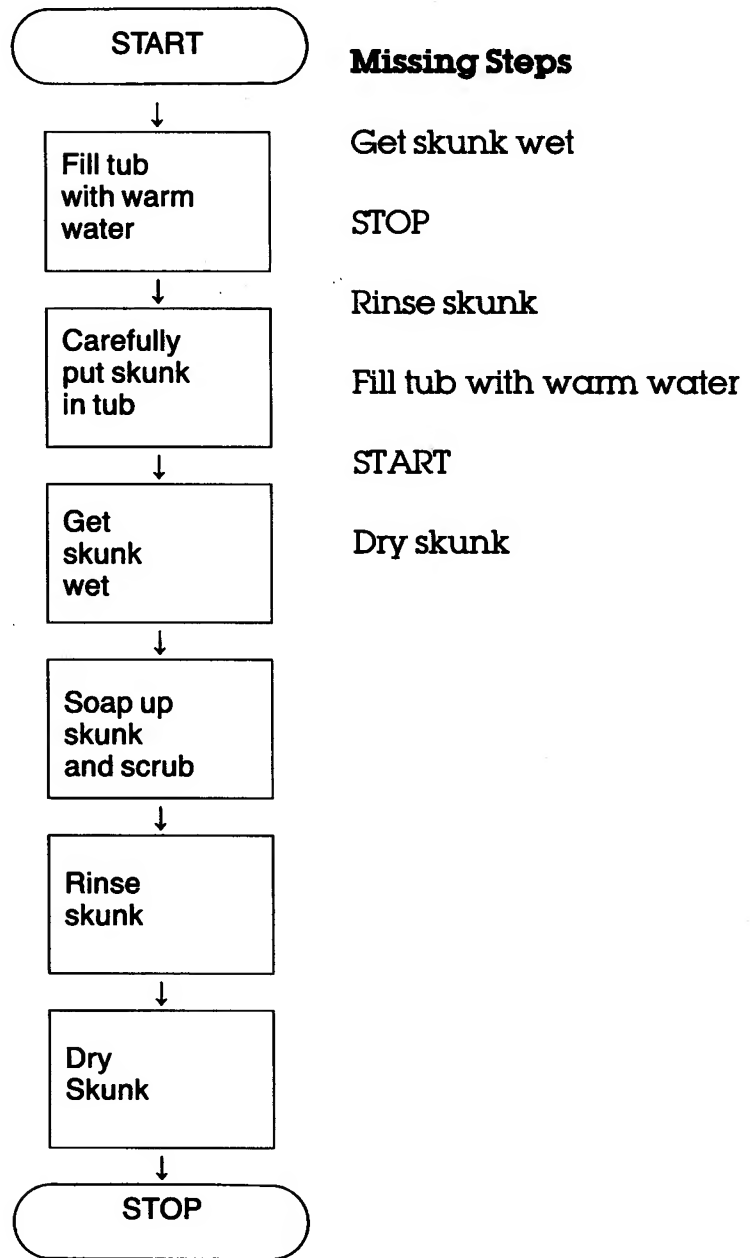 START
Fill tub
with warm
water
Carefully
put skunk
in tub
Get
skunk
wet
Soap up
skunk
and scrub
Rinse
skunk
Dry
Skunk
STOP
Missing Steps
Get skunk wet
STOP
Rinse skunk
Fill tub with warm water
START
Dry skunk